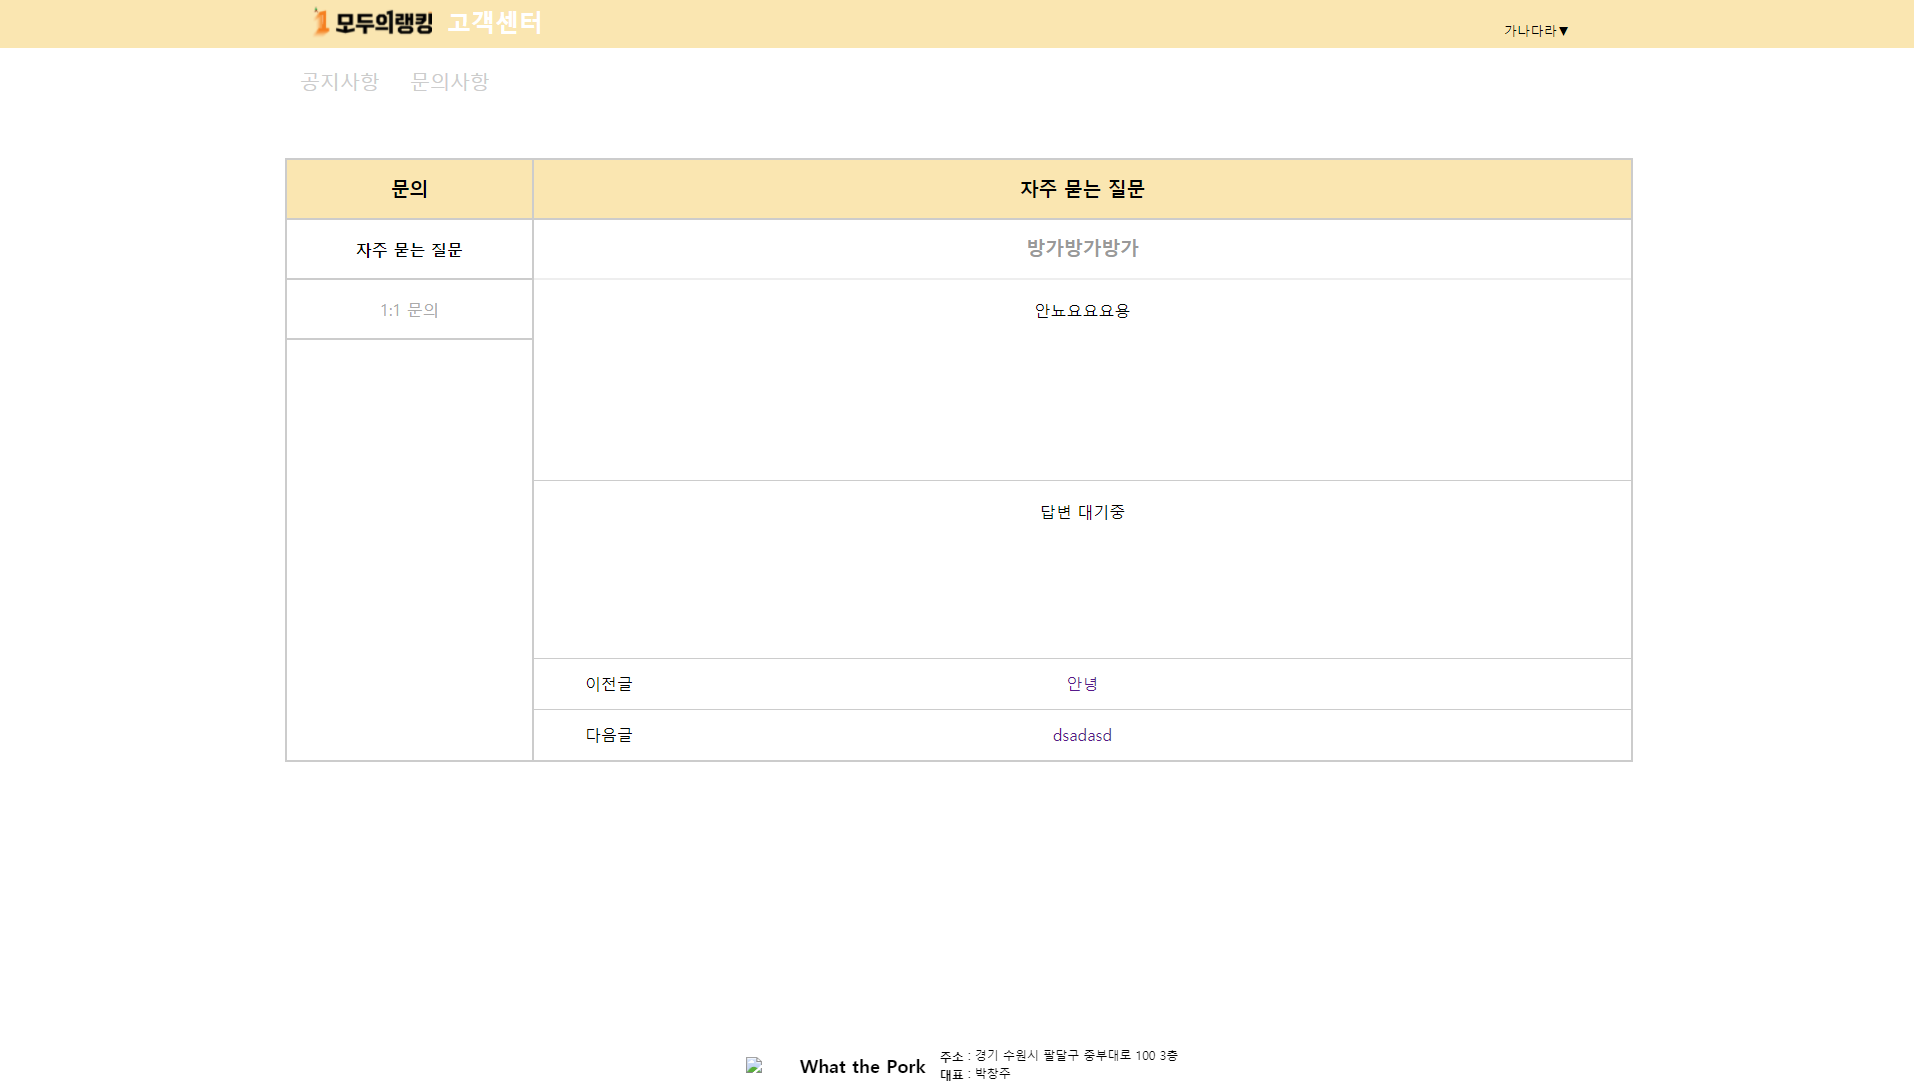 1 모두의랭킹 고객센터
가나다라▼
공지사항 문의사항
문의 자주 묻는 질문
자주 묻는 질문 방가방가방가
1:1 문의 안뇨요요요용
답변 대기중
이전글 안녕
다음글 dsadasd
What the Pork
주소 : 경기 수원시 팔달구 중부대로 100 3층
대표 : 박창주